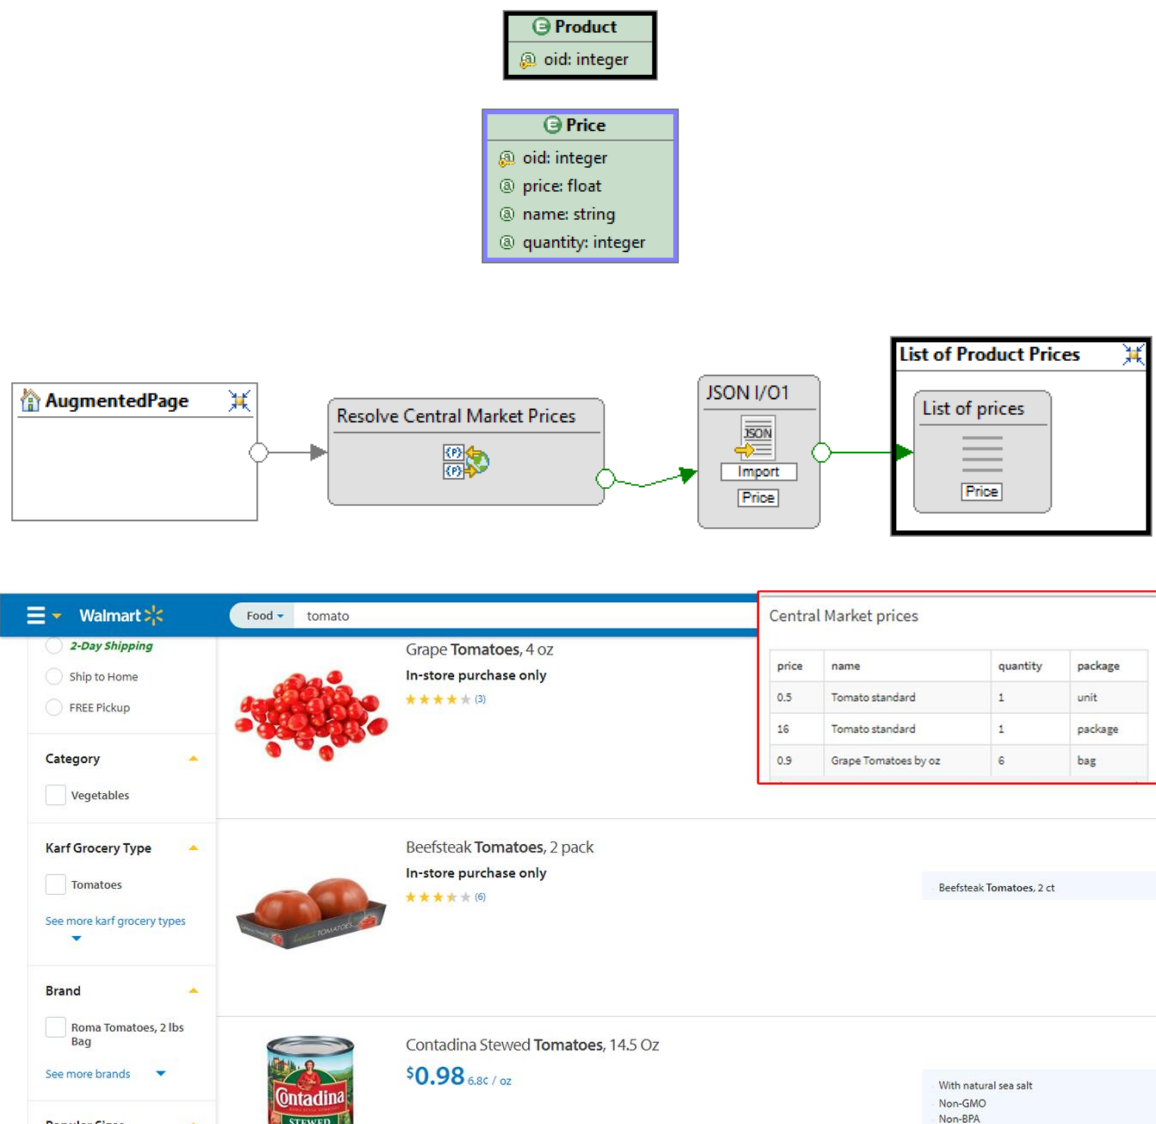 Product
oid: integer
Price
oid: integer
price: float
name: string
quantity: integer
AugmentedPage
Resolve Central Market Prices
{P}
{P}
JSON I/O1
JSON
Import
Price
List of Product Prices
List of prices
Price
Walmart
Food
tomato
2-Day Shipping
Ship to Home
FREE Pickup
Category
Vegetables
Karf Grocery Type
Tomatoes
See more karf grocery types
Brand
Roma Tomatoes, 2 lbs
Bag
See more brands
Grape Tomatoes, 4 oz
In-store purchase only
(3)
Beefsteak Tomatoes, 2 pack
In-store purchase only
(6)
Contadina Stewed Tomatoes, 14.5 Oz
$0.98 6.8¢ / oz
Contadina
STEWED
Central Market prices
price name quantity package
0.5 Tomato standard 1 unit
16 Tomato standard 1 package
0.9 Grape Tomatoes by oz 6 bag
Beefsteak Tomatoes, 2 ct
With natural sea salt
Non-GMO
Non-BPA